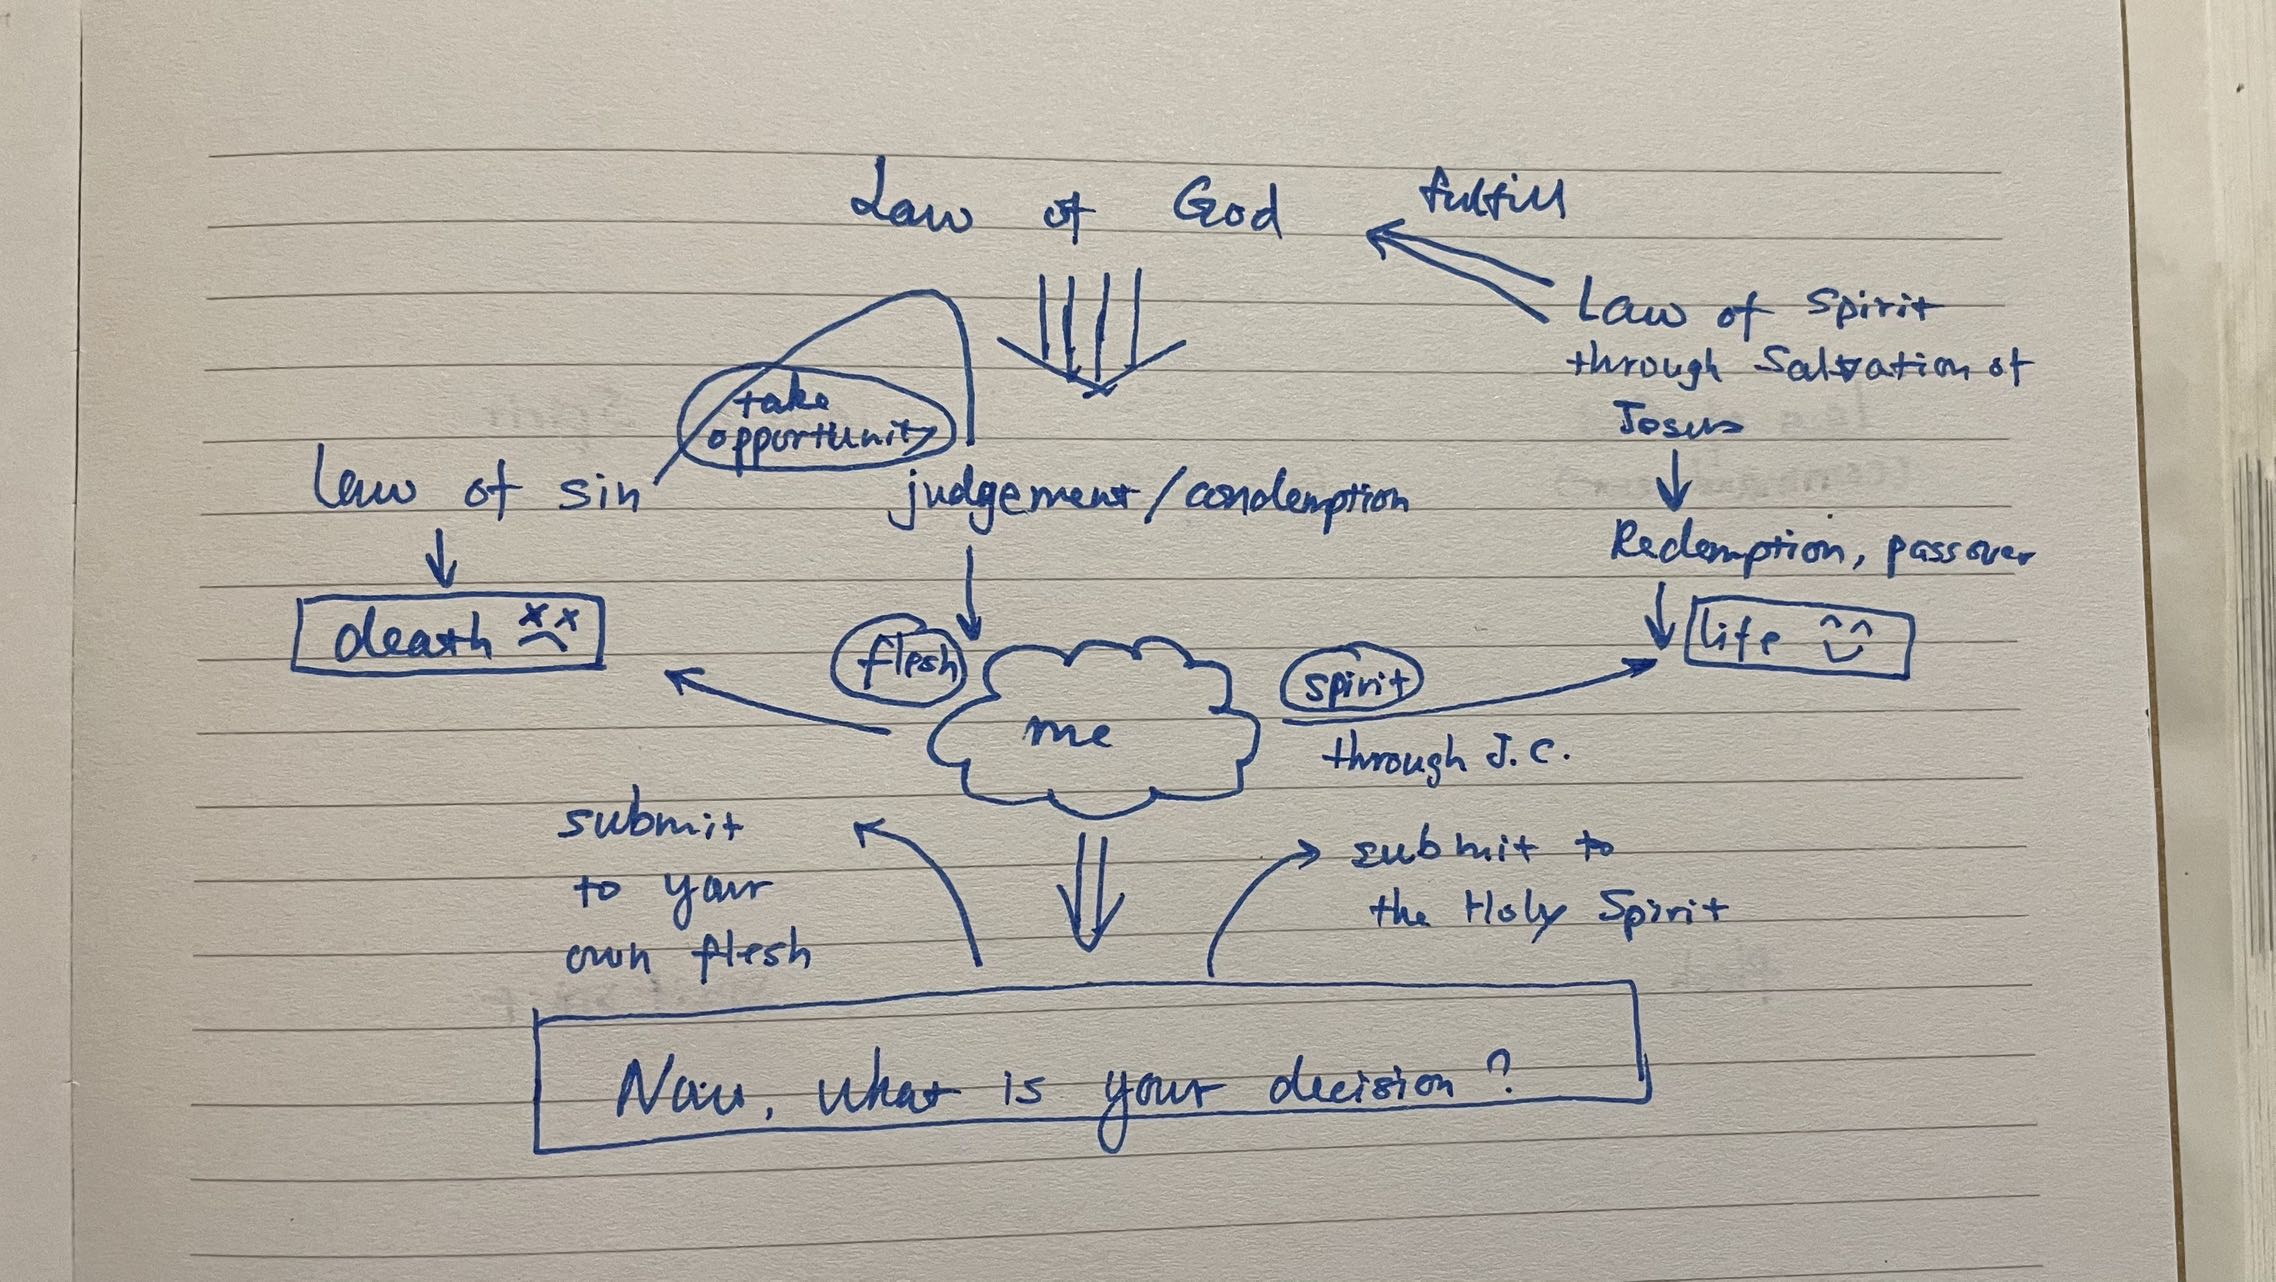 Law of God
fulfill
Law of Spirit
through Salvation of
Jesus
take
opportunity
law of sin
judgement/condemption
Redemption, passover
death
life
flesh
spirit
me
through J.C.
submit
to your
own flesh
submit to
the Holy Spirit
Now, what is your decision?